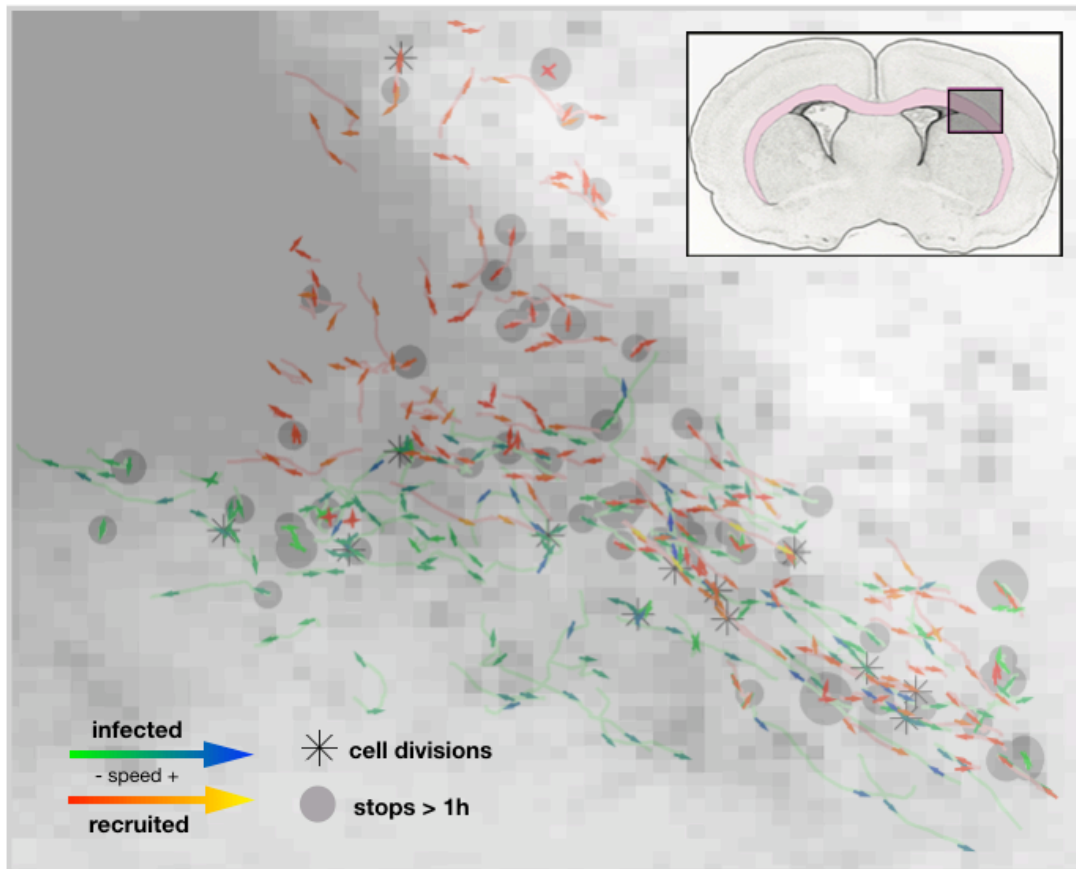 infected
- speed +
recruited
cell divisions
stops > 1h